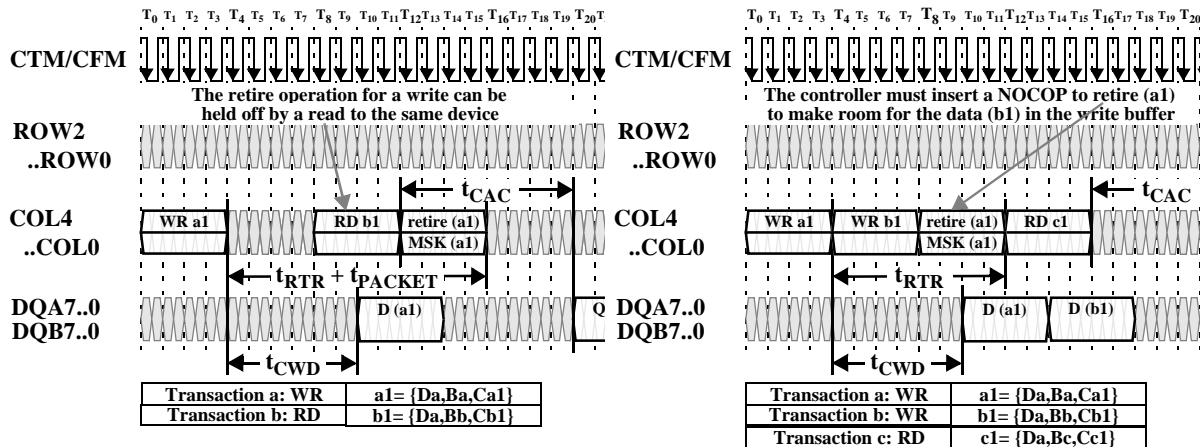 T0 T1 T2 T3 T4 T5 T6 T7 T8 T9 T10 T11 T12 T13 T14 T15 T16 T17 T18 T19 T20
CTM/CFM
The retire operation for a write can be
held off by a read to the same device
ROW2
..ROW0
tCAC
COL4
..COL0
WR a1
RD b1
retire (a1)
MSK (a1)
tRTR + tPACKET
DQA7..0
DQB7..0
D (a1)
Q
tCWD
Transaction a: WR a1= {Da,Ba,Ca1}
Transaction b: RD b1= {Da,Bb,Cb1}
T0 T1 T2 T3 T4 T5 T6 T7 T8 T9 T10 T11 T12 T13 T14 T15 T16 T17 T18 T19 T20
CTM/CFM
The controller must insert a NOCOP to retire (a1)
to make room for the data (b1) in the write buffer
ROW2
..ROW0
tCAC
COL4
..COL0
WR a1
WR b1
retire (a1)
MSK (a1)
RD c1
tRTR
DQA7..0
DQB7..0
D (a1)
D (b1)
tCWD
Transaction a: WR a1= {Da,Ba,Ca1}
Transaction b: WR b1= {Da,Bb,Cb1}
Transaction c: RD c1= {Da,Bc,Cc1}